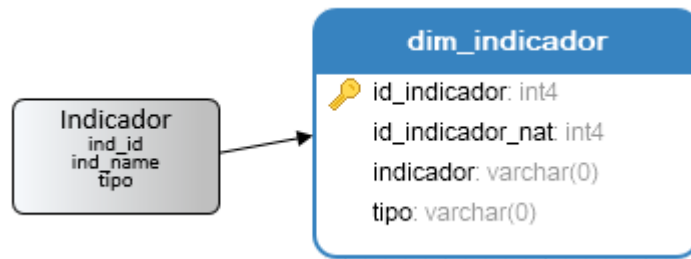 Indicador
ind_id
ind_name
tipo
dim_indicador
id_indicador: int4
id_indicador_nat: int4
indicador: varchar(0)
tipo: varchar(0)